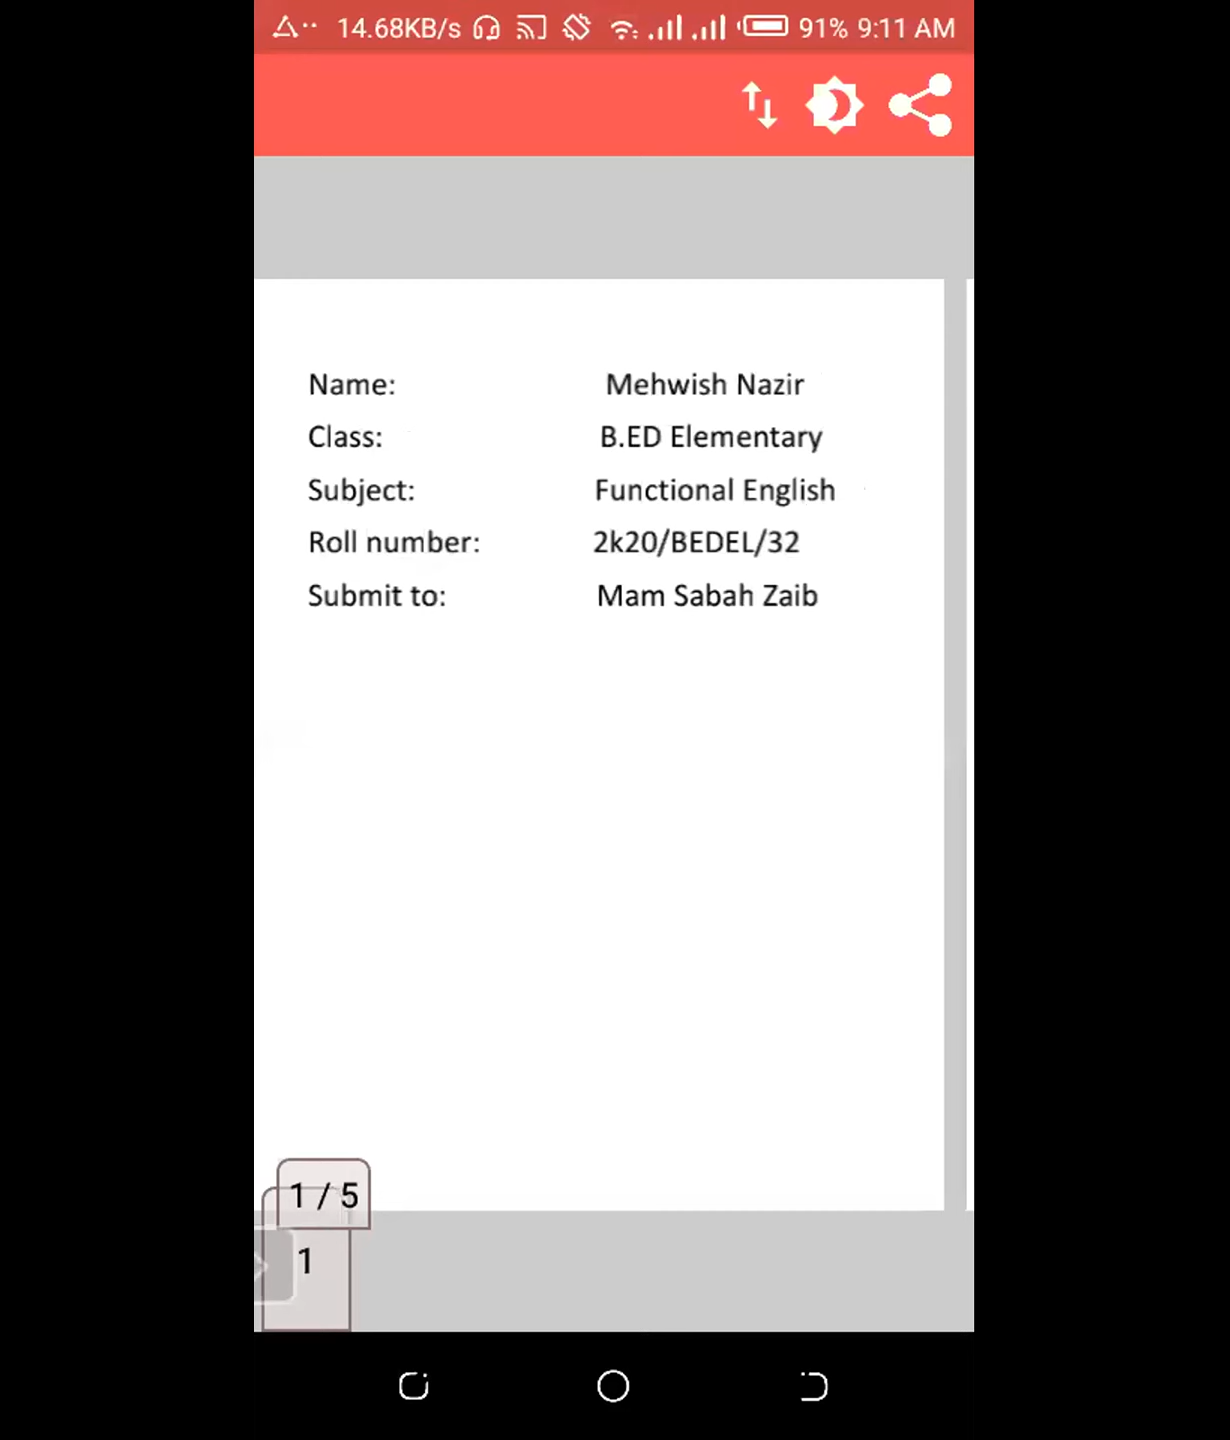 14.68KB/s 91% 9:11 AM
Name: Mehwish Nazir
Class: B.ED Elementary
Subject: Functional English
Roll number: 2k20/BEDEL/32
Submit to: Mam Sabah Zaib
1 / 5
1